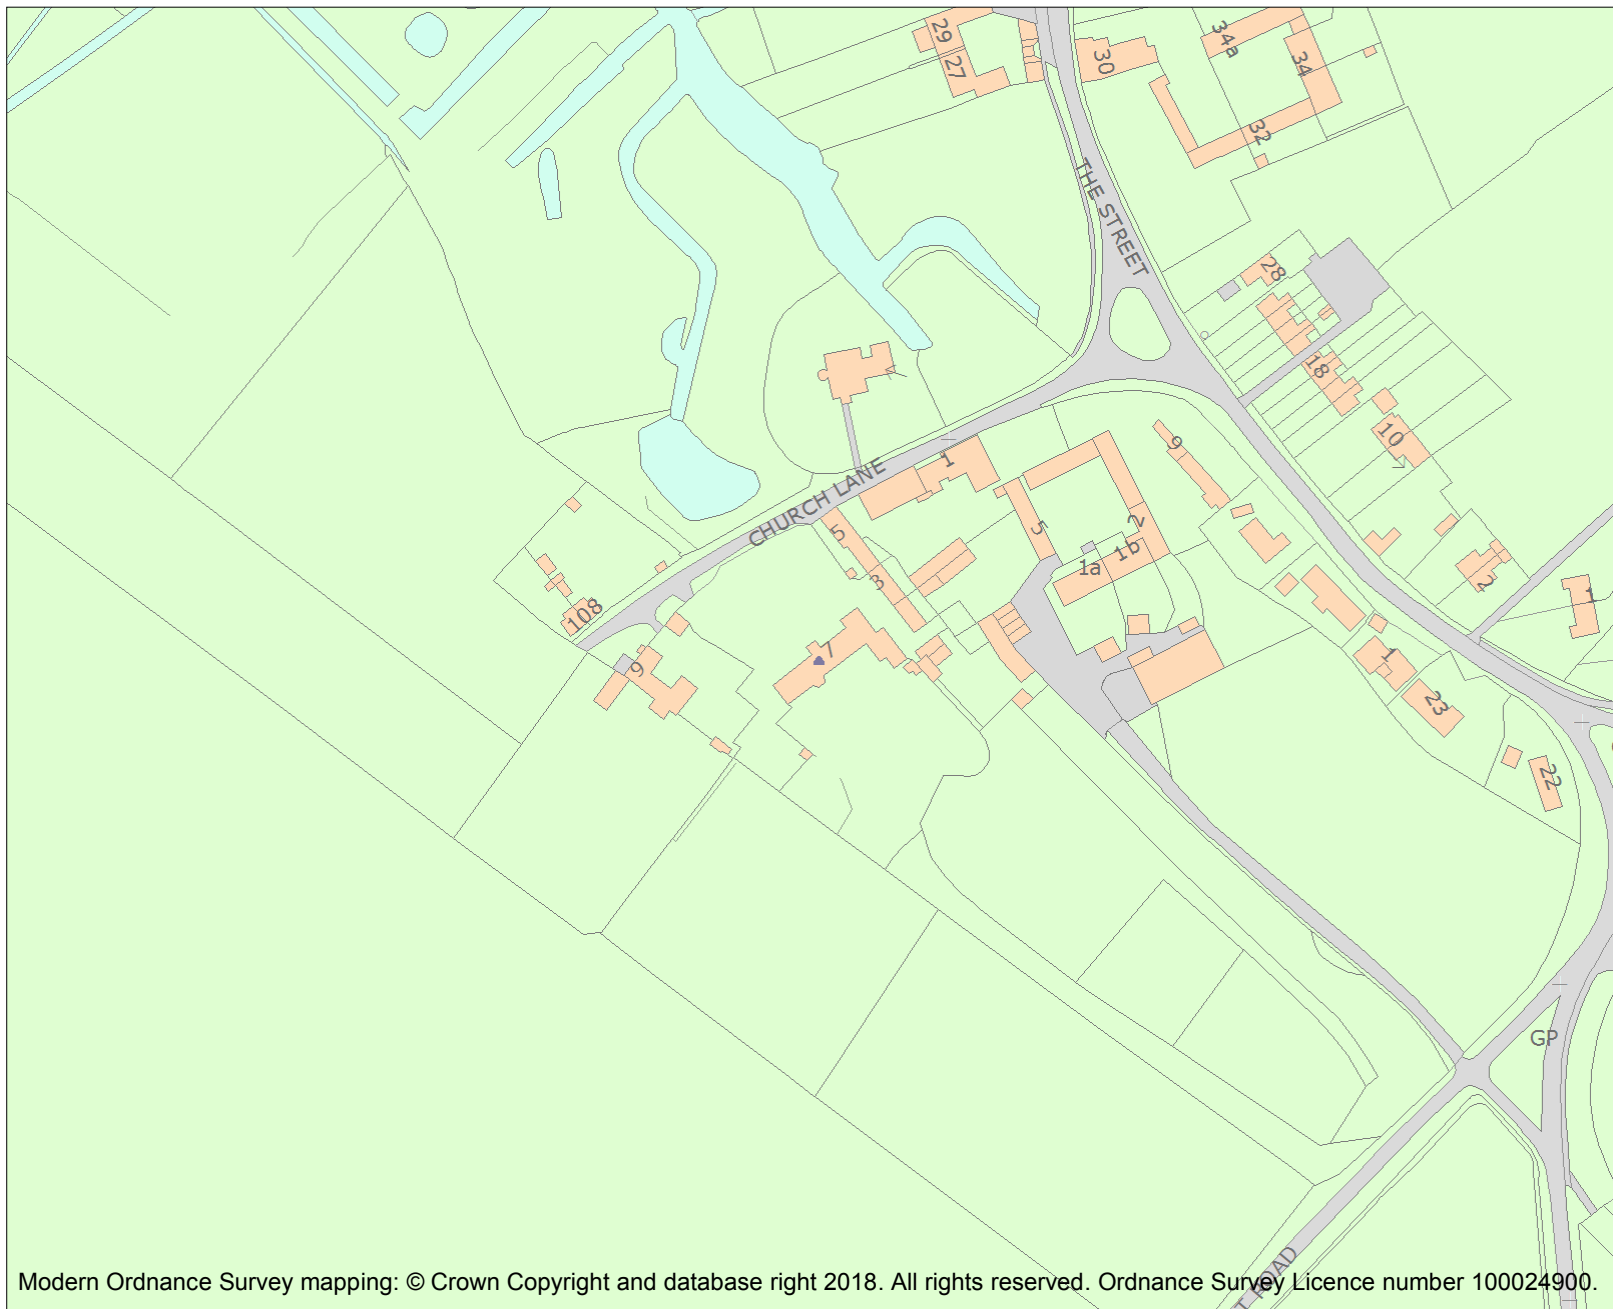 29
27
30
34a
34
32
THE STREET
28
18
10
9
1
CHURCH LANE
5
5
2
1b
1a
3
2
1
108
7
9
1
23
22
GP
T ROAD
Modern Ordnance Survey mapping: © Crown Copyright and database right 2018. All rights reserved. Ordnance Survey Licence number 100024900.